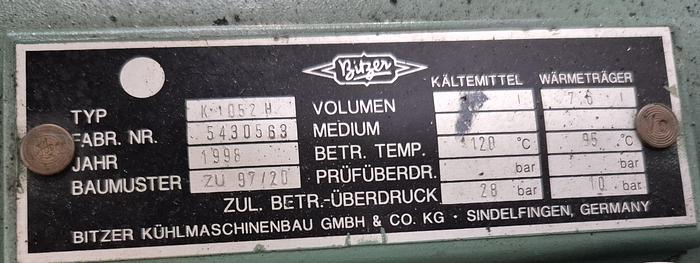 Bitzer
KÄLTEMITTEL WÄRMETRÄGER
TYP K 1052 H VOLUMEN l 7,6 l
FABR. NR. 5430563 MEDIUM
JAHR 1998 BETR. TEMP. 120 °C 95 °C
BAUMUSTER ZU 97/20 PRÜFÜBERDR. bar bar
ZUL. BETR.-ÜBERDRUCK 28 bar 10 bar
BITZER KÜHLMASCHINENBAU GMBH & CO. KG · SINDELFINGEN, GERMANY